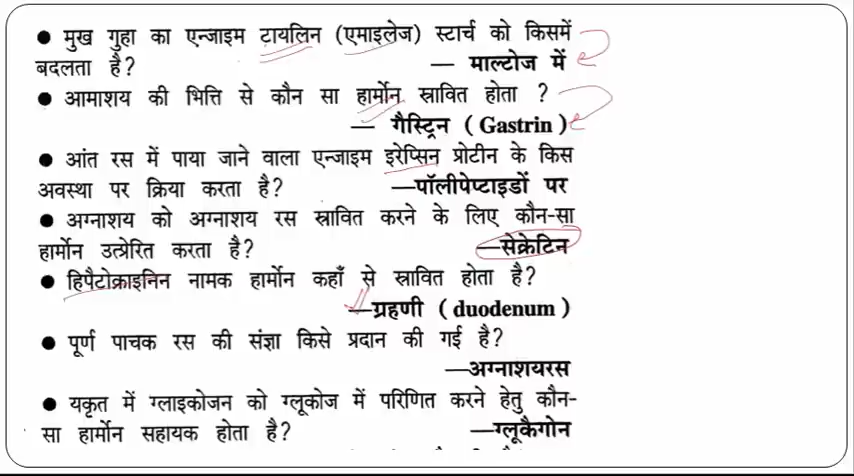 ● मुख गुहा का एन्जाइम टायलिन (एमाइलेज) स्टार्च को किसमें
बदलता है? — माल्टोज में
● आमाशय की भित्ति से कौन सा हार्मोन स्रावित होता ?
— गैस्ट्रिन ( Gastrin)
● आंत रस में पाया जाने वाला एन्जाइम इरेप्सिन प्रोटीन के किस
अवस्था पर क्रिया करता है? —पॉलीपेप्टाइडों पर
● अग्नाशय को अग्नाशय रस स्रावित करने के लिए कौन-सा
हार्मोन उत्प्रेरित करता है? —सेक्रेटिन
● हिपैटोक्राइनिन नामक हार्मोन कहाँ से स्रावित होता है?
—ग्रहणी ( duodenum)
● पूर्ण पाचक रस की संज्ञा किसे प्रदान की गई है?
—अग्नाशयरस
● यकृत में ग्लाइकोजन को ग्लूकोज में परिणित करने हेतु कौन-
सा हार्मोन सहायक होता है? —ग्लूकैगोन